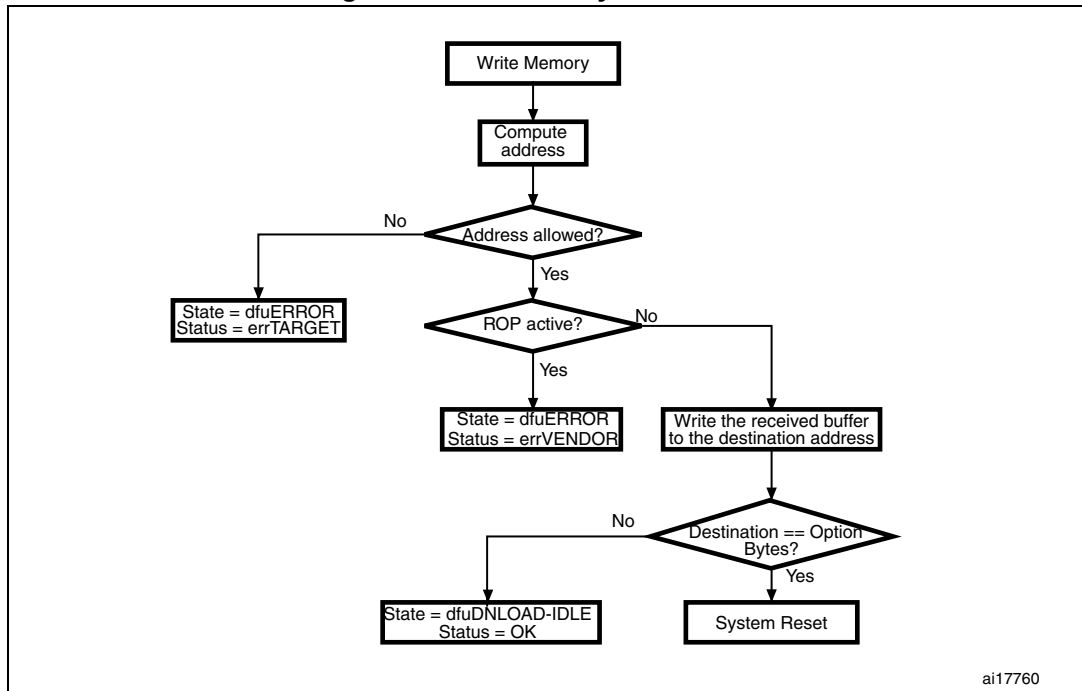 Write Memory
Compute
address
No
Address allowed?
Yes
State = dfuERROR
Status = errTARGET
ROP active?
No
Yes
State = dfuERROR
Status = errVENDOR
Write the received buffer
to the destination address
No
Destination == Option
Bytes?
Yes
State = dfuDNLOAD-IDLE
Status = OK
System Reset
ai17760